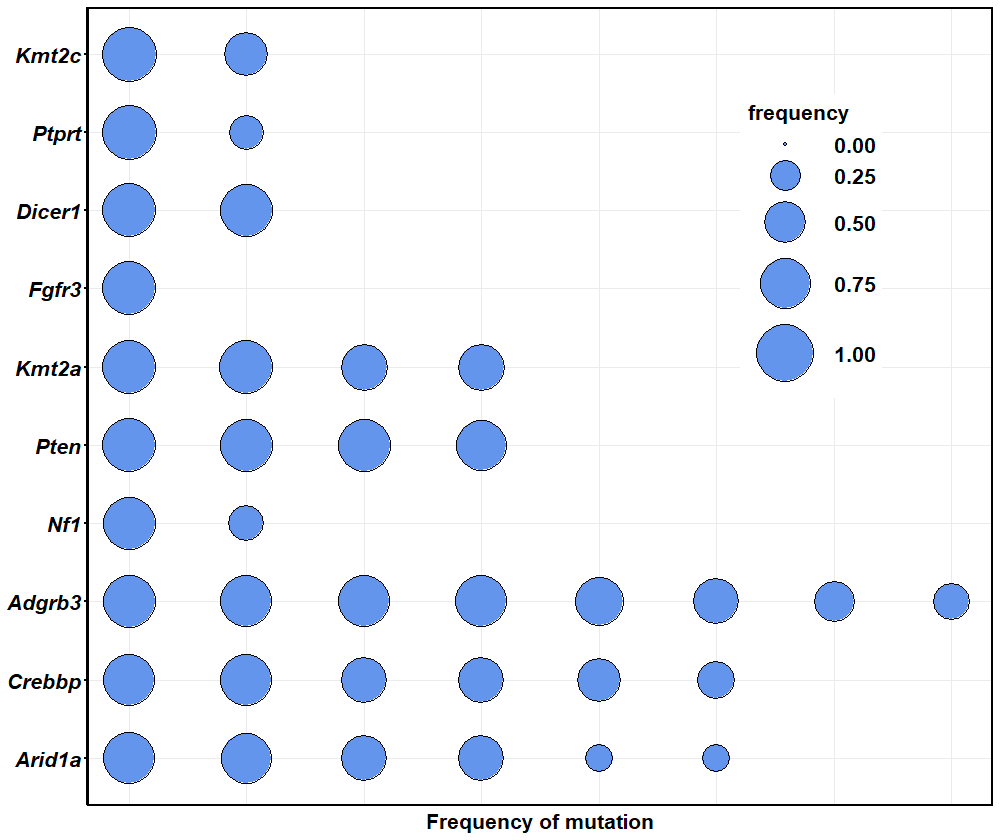 Kmt2c
Ptprt
Dicer1
Fgfr3
Kmt2a
Pten
Nf1
Adgrb3
Crebbp
Arid1a
frequency
0.00
0.25
0.50
0.75
1.00
Frequency of mutation